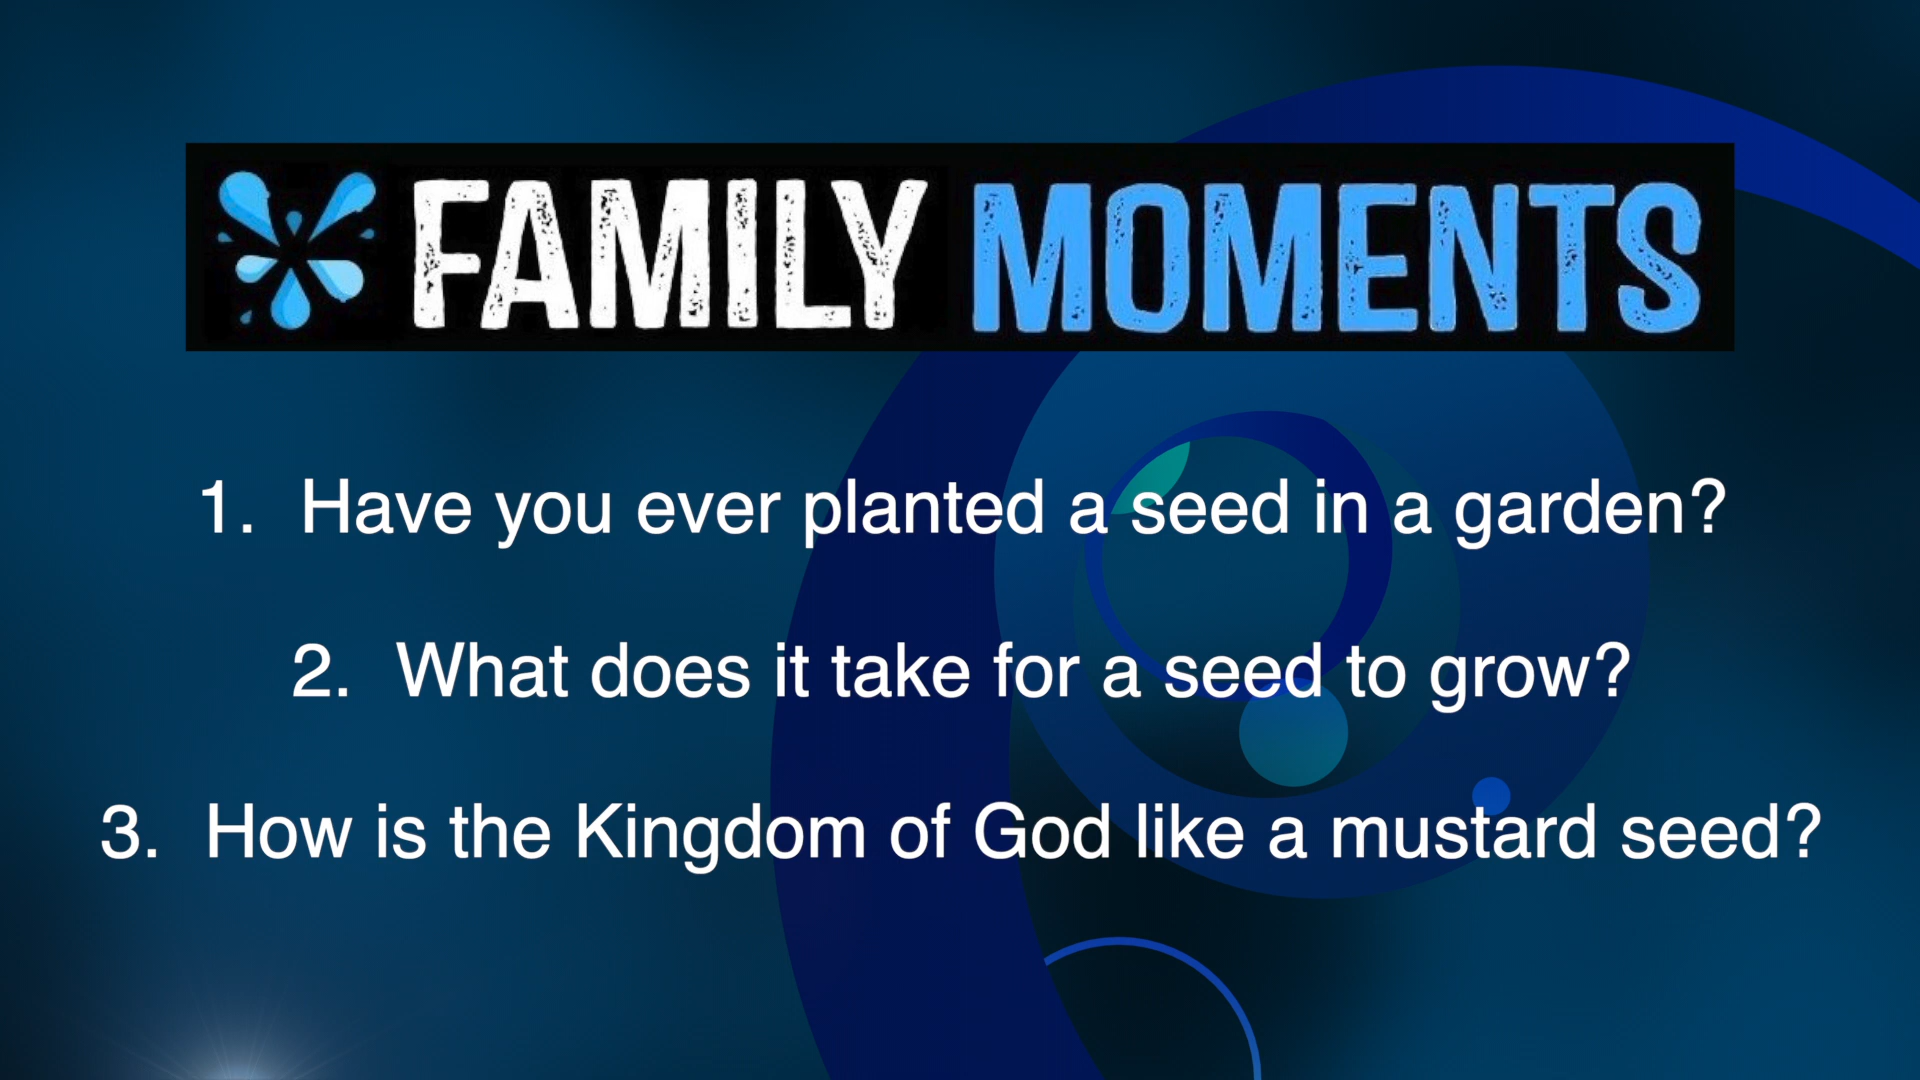 FAMILY MOMENTS
1. Have you ever planted a seed in a garden?
2. What does it take for a seed to grow?
3. How is the Kingdom of God like a mustard seed?